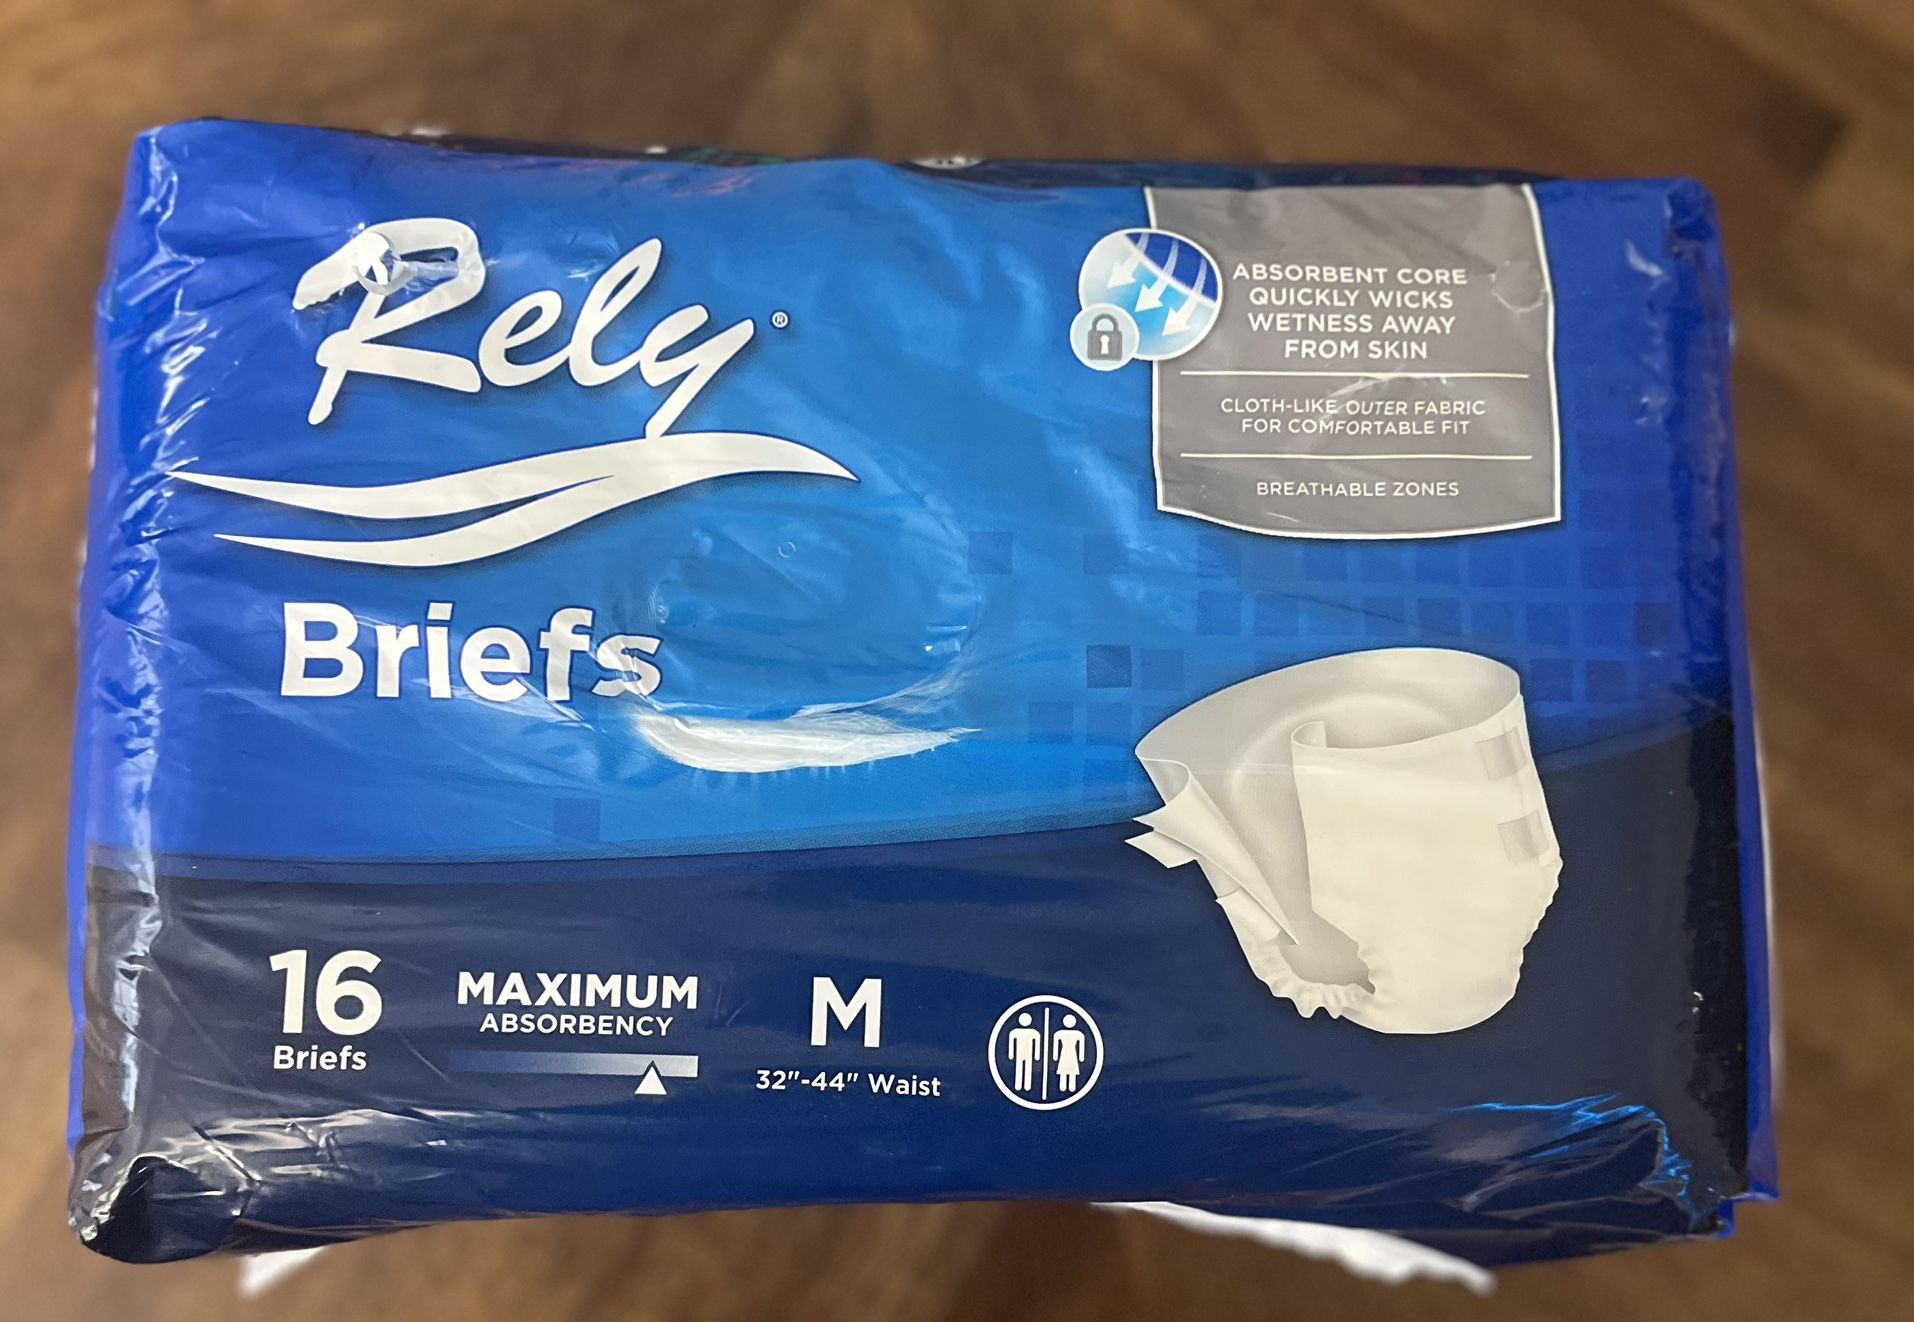 Rely®
Briefs
ABSORBENT CORE
QUICKLY WICKS
WETNESS AWAY
FROM SKIN
CLOTH-LIKE OUTER FABRIC
FOR COMFORTABLE FIT
BREATHABLE ZONES
16
Briefs
MAXIMUM
ABSORBENCY
M
32"-44" Waist